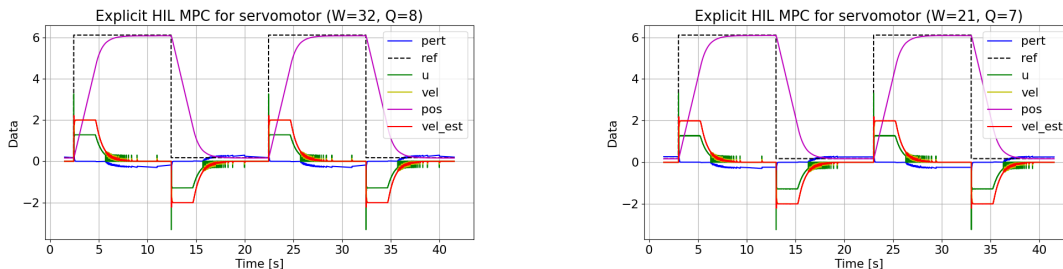 Explicit HIL MPC for servomotor (W=32, Q=8)
Data
6
4
2
0
−2
0 5 10 15 20 25 30 35 40
Time [s]
pert
ref
u
vel
pos
vel_est
Explicit HIL MPC for servomotor (W=21, Q=7)
Data
6
4
2
0
−2
0 5 10 15 20 25 30 35 40
Time [s]
pert
ref
u
vel
pos
vel_est